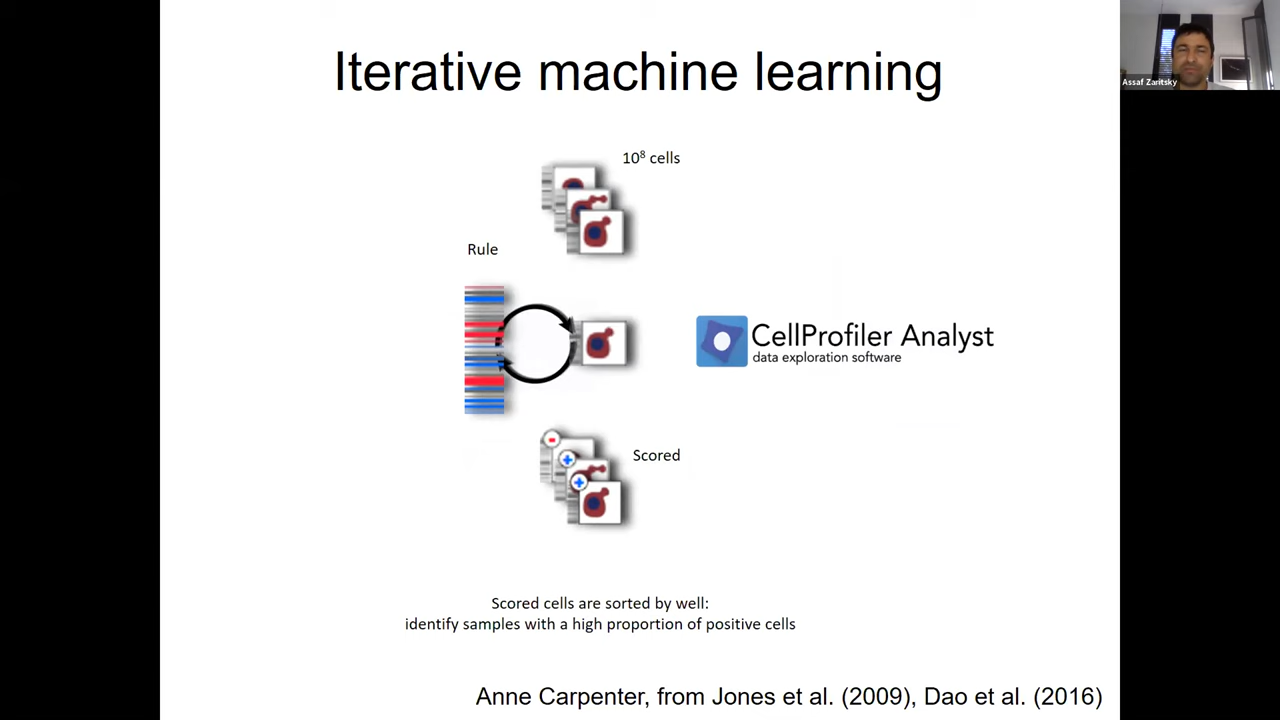 Iterative machine learning
Assaf Zaritsky
10⁸ cells
Rule
CellProfiler Analyst
data exploration software
Scored
Scored cells are sorted by well:
identify samples with a high proportion of positive cells
Anne Carpenter, from Jones et al. (2009), Dao et al. (2016)